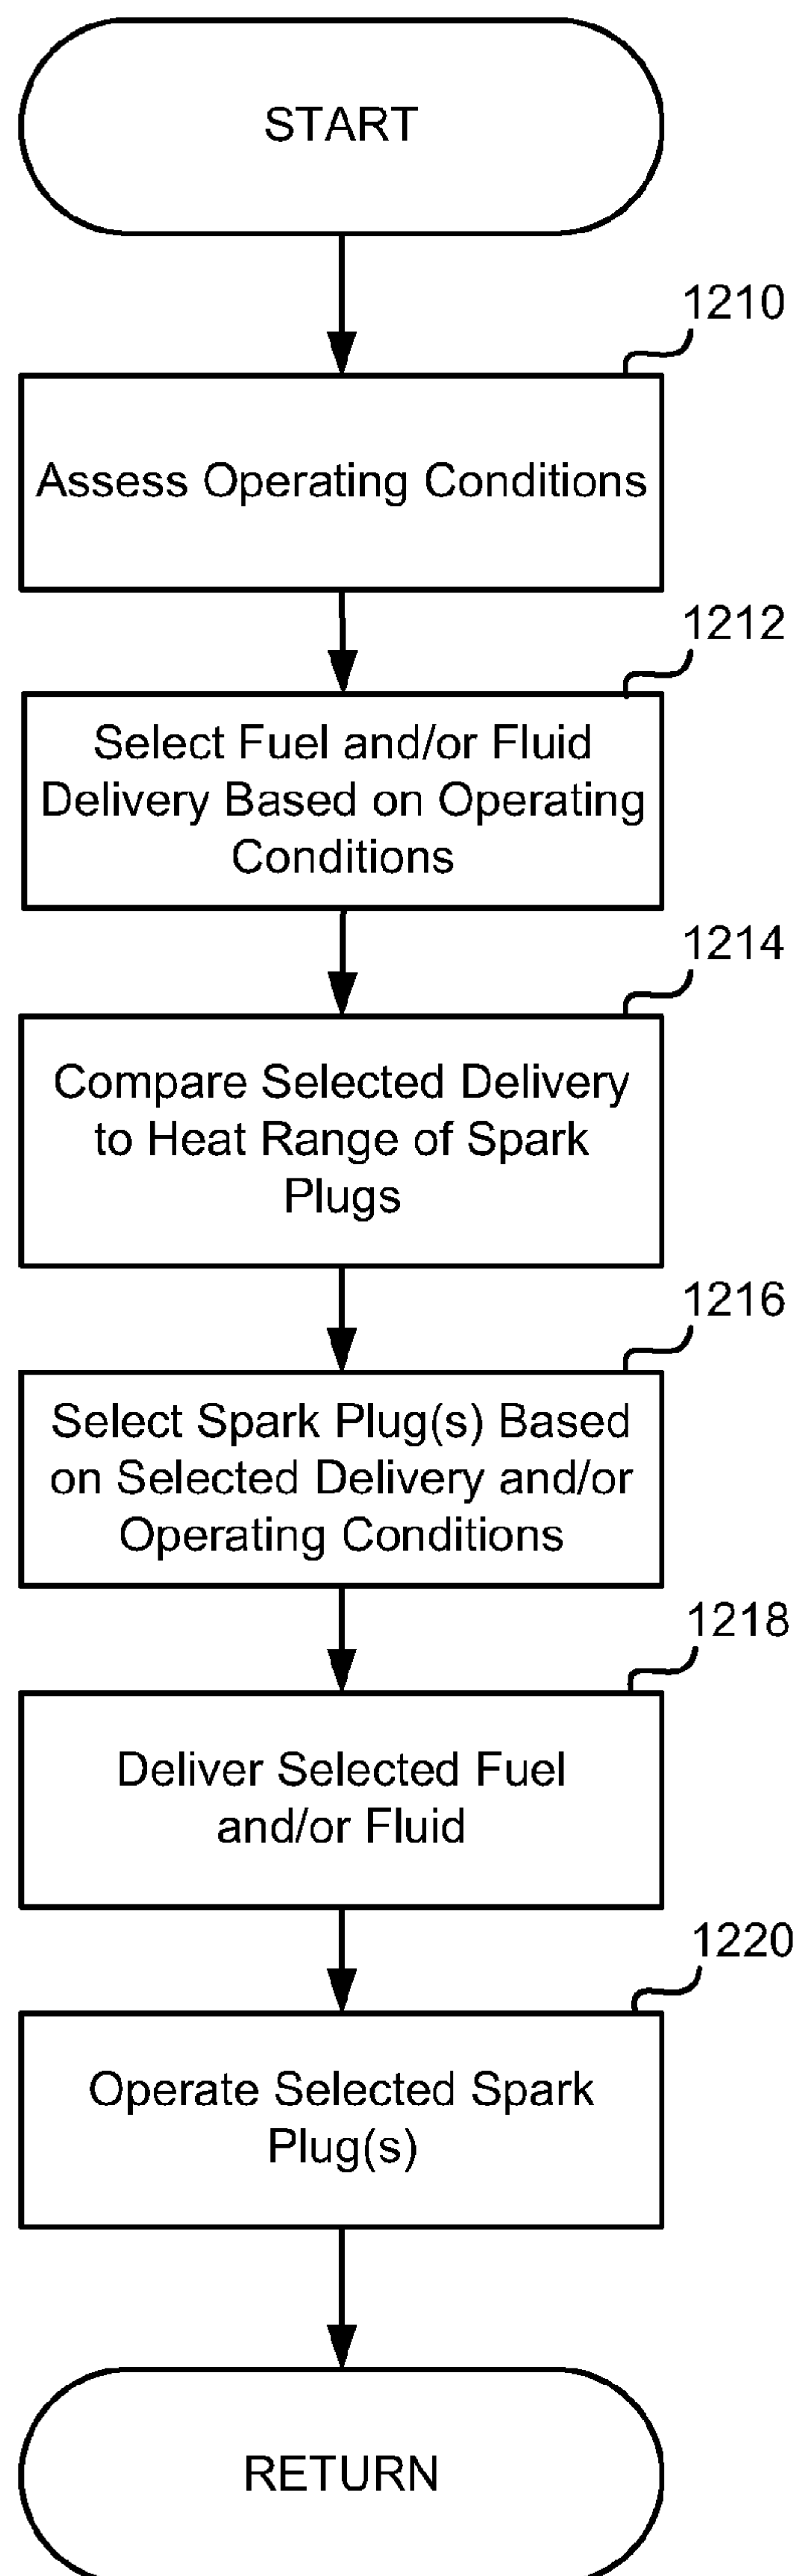 START
1210
Assess Operating Conditions
1212
Select Fuel and/or Fluid
Delivery Based on Operating
Conditions
1214
Compare Selected Delivery
to Heat Range of Spark
Plugs
1216
Select Spark Plug(s) Based
on Selected Delivery and/or
Operating Conditions
1218
Deliver Selected Fuel
and/or Fluid
1220
Operate Selected Spark
Plug(s)
RETURN